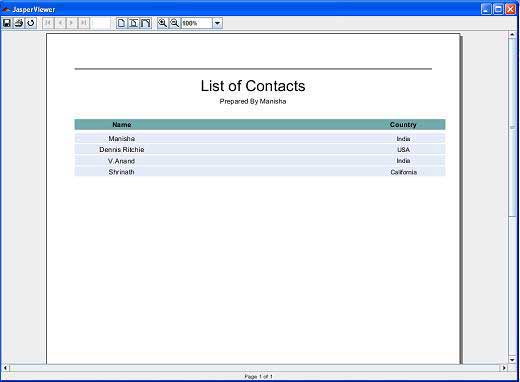 JasperViewer
100%
List of Contacts
Prepared By Manisha
Name Country
Manisha India
Dennis Ritchie USA
V.Anand India
Shrinath California
Page 1 of 1